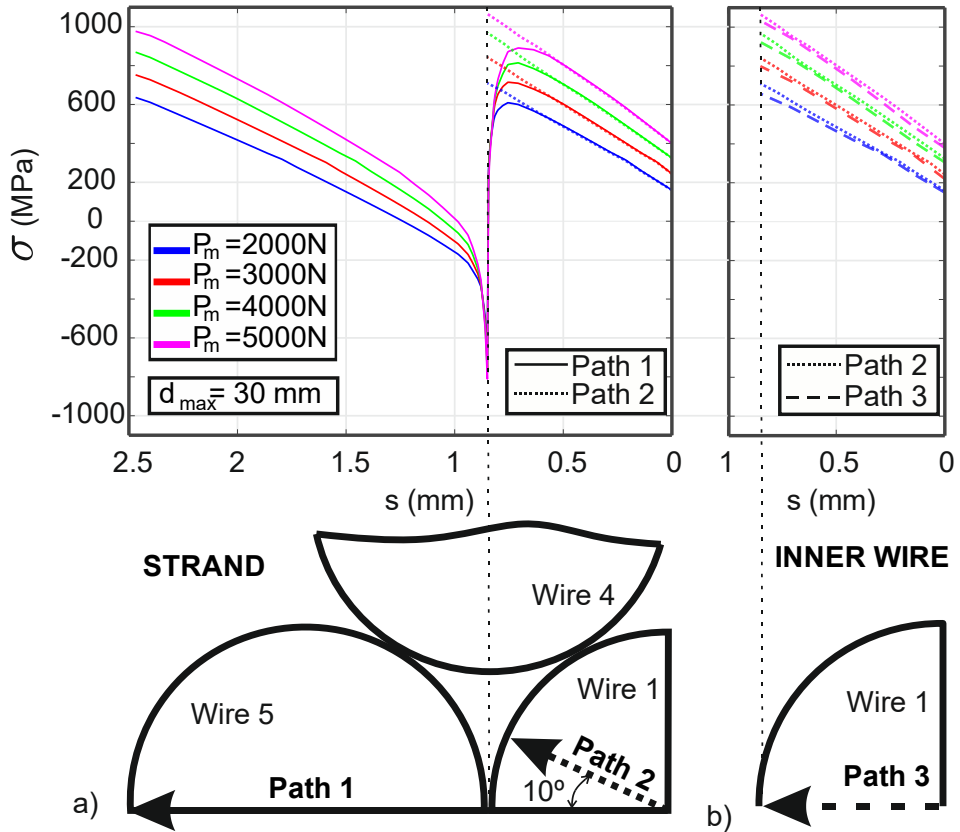 1000
600
200
0
-200
-600
-1000
σ (MPa)
P_m=2000N
P_m=3000N
P_m=4000N
P_m=5000N
d_max= 30 mm
Path 1
Path 2
Path 2
Path 3
2.5 2 1.5 1 0.5 0
s (mm)
1 0.5 0
s (mm)
STRAND
INNER WIRE
Wire 4
Wire 5
Wire 1
Wire 1
Path 1
Path 2
10º
Path 3
a)
b)